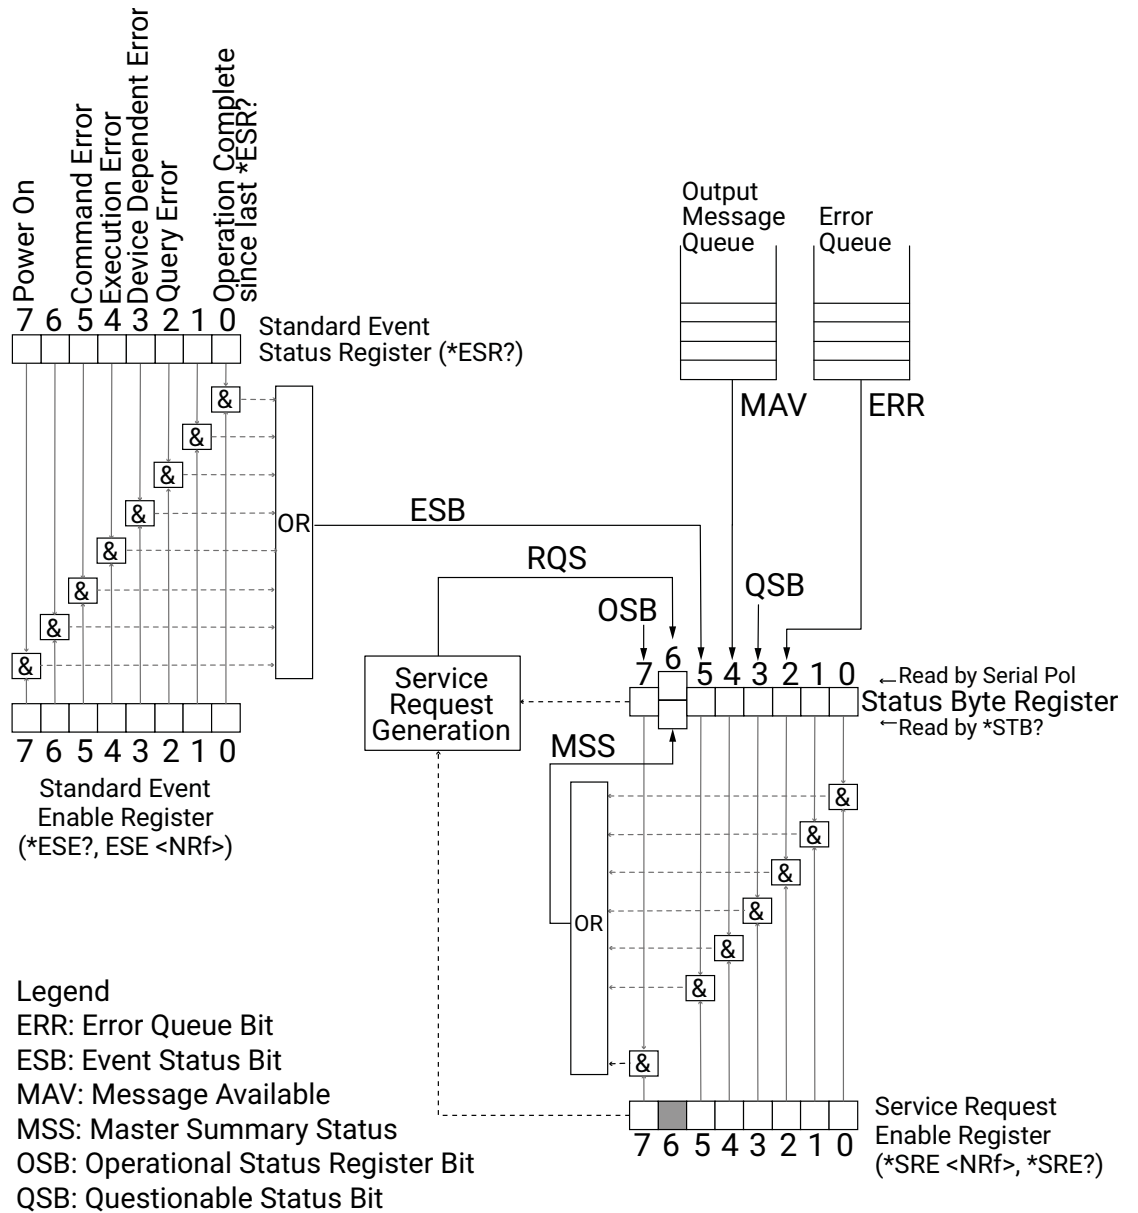 Power On
Command Error
Execution Error
Device Dependent Error
Query Error
Operation Complete
since last *ESR?
7 6 5 4 3 2 1 0
Standard Event
Status Register (*ESR?)
&
&
&
&
&
&
&
&
OR
7 6 5 4 3 2 1 0
Standard Event
Enable Register
(*ESE?, ESE <NRf>)
Output
Message
Queue
Error
Queue
MAV
ERR
ESB
RQS
QSB
OSB
Service
Request
Generation
7 6 5 4 3 2 1 0
←Read by Serial Pol
Status Byte Register
←Read by *STB?
MSS
&
&
&
&
&
&
&
OR
7 6 5 4 3 2 1 0
Service Request
Enable Register
(*SRE <NRf>, *SRE?)
Legend
ERR: Error Queue Bit
ESB: Event Status Bit
MAV: Message Available
MSS: Master Summary Status
OSB: Operational Status Register Bit
QSB: Questionable Status Bit